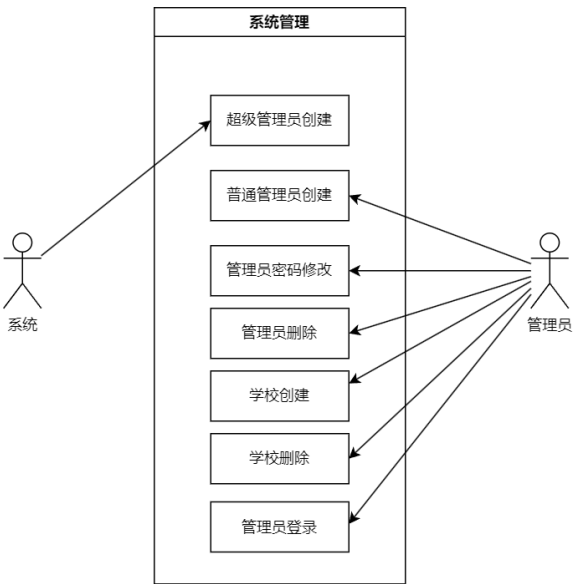 系统管理
超级管理员创建
普通管理员创建
管理员密码修改
系统
管理员
管理员删除
学校创建
学校删除
管理员登录